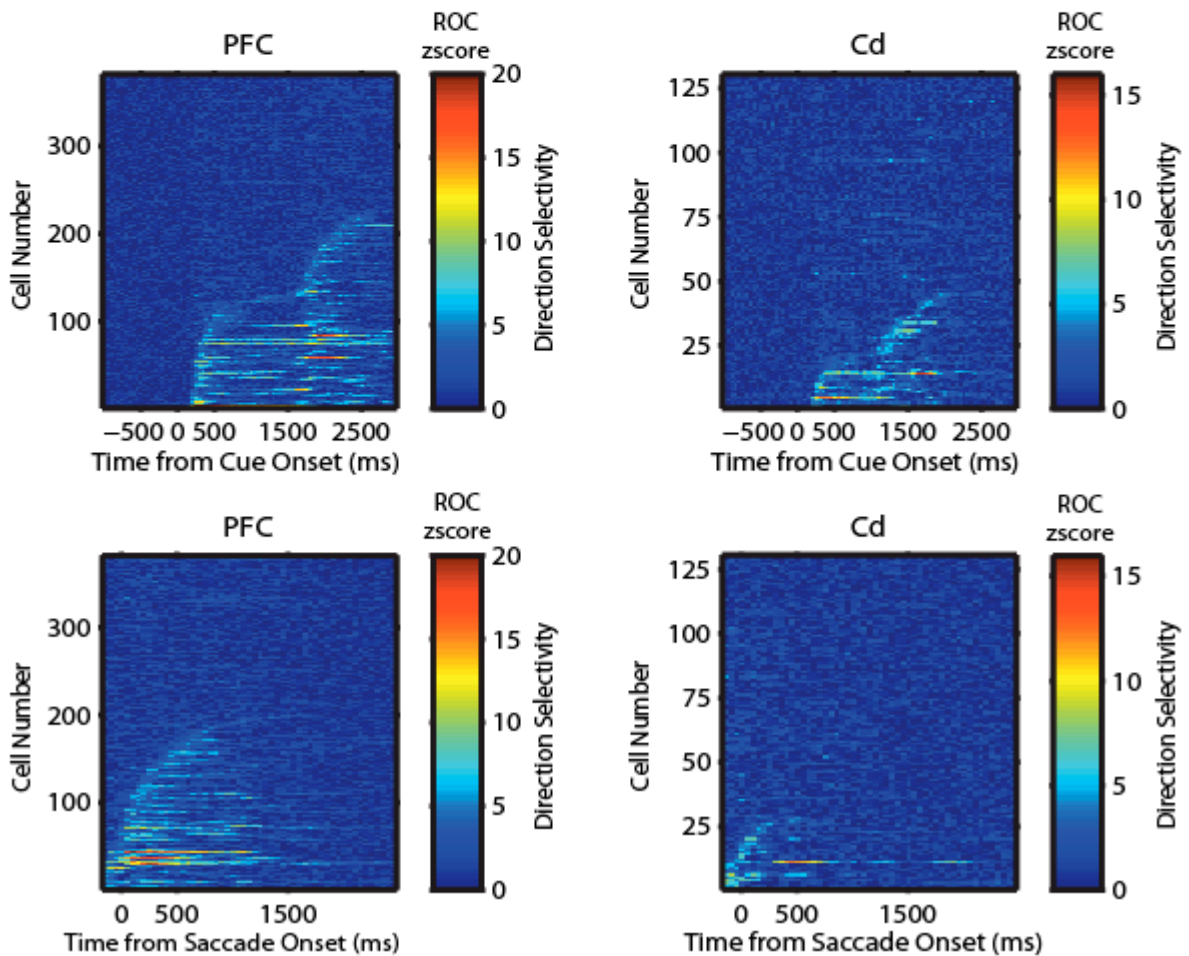 PFC
ROC
zscore
20
15
10
5
0
Direction Selectivity
300
200
100
Cell Number
−500 0 500 1500 2500
Time from Cue Onset (ms)
Cd
ROC
zscore
15
10
5
0
Direction Selectivity
125
100
75
50
25
Cell Number
−500 0 500 1500 2500
Time from Cue Onset (ms)
PFC
ROC
zscore
20
15
10
5
0
Direction Selectivity
300
200
100
Cell Number
0 500 1500
Time from Saccade Onset (ms)
Cd
ROC
zscore
15
10
5
0
Direction Selectivity
125
100
75
50
25
Cell Number
0 500 1500
Time from Saccade Onset (ms)